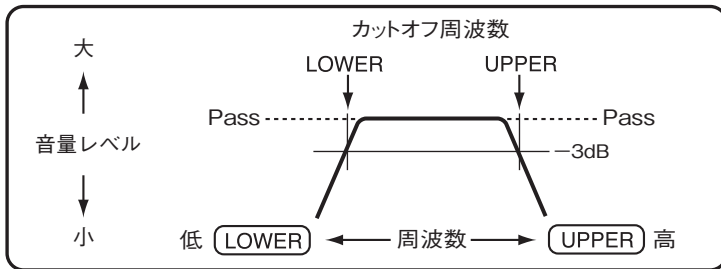 カットオフ周波数
大
LOWER UPPER
Pass Pass
音量レベル
−3dB
小
低 LOWER 周波数 UPPER 高